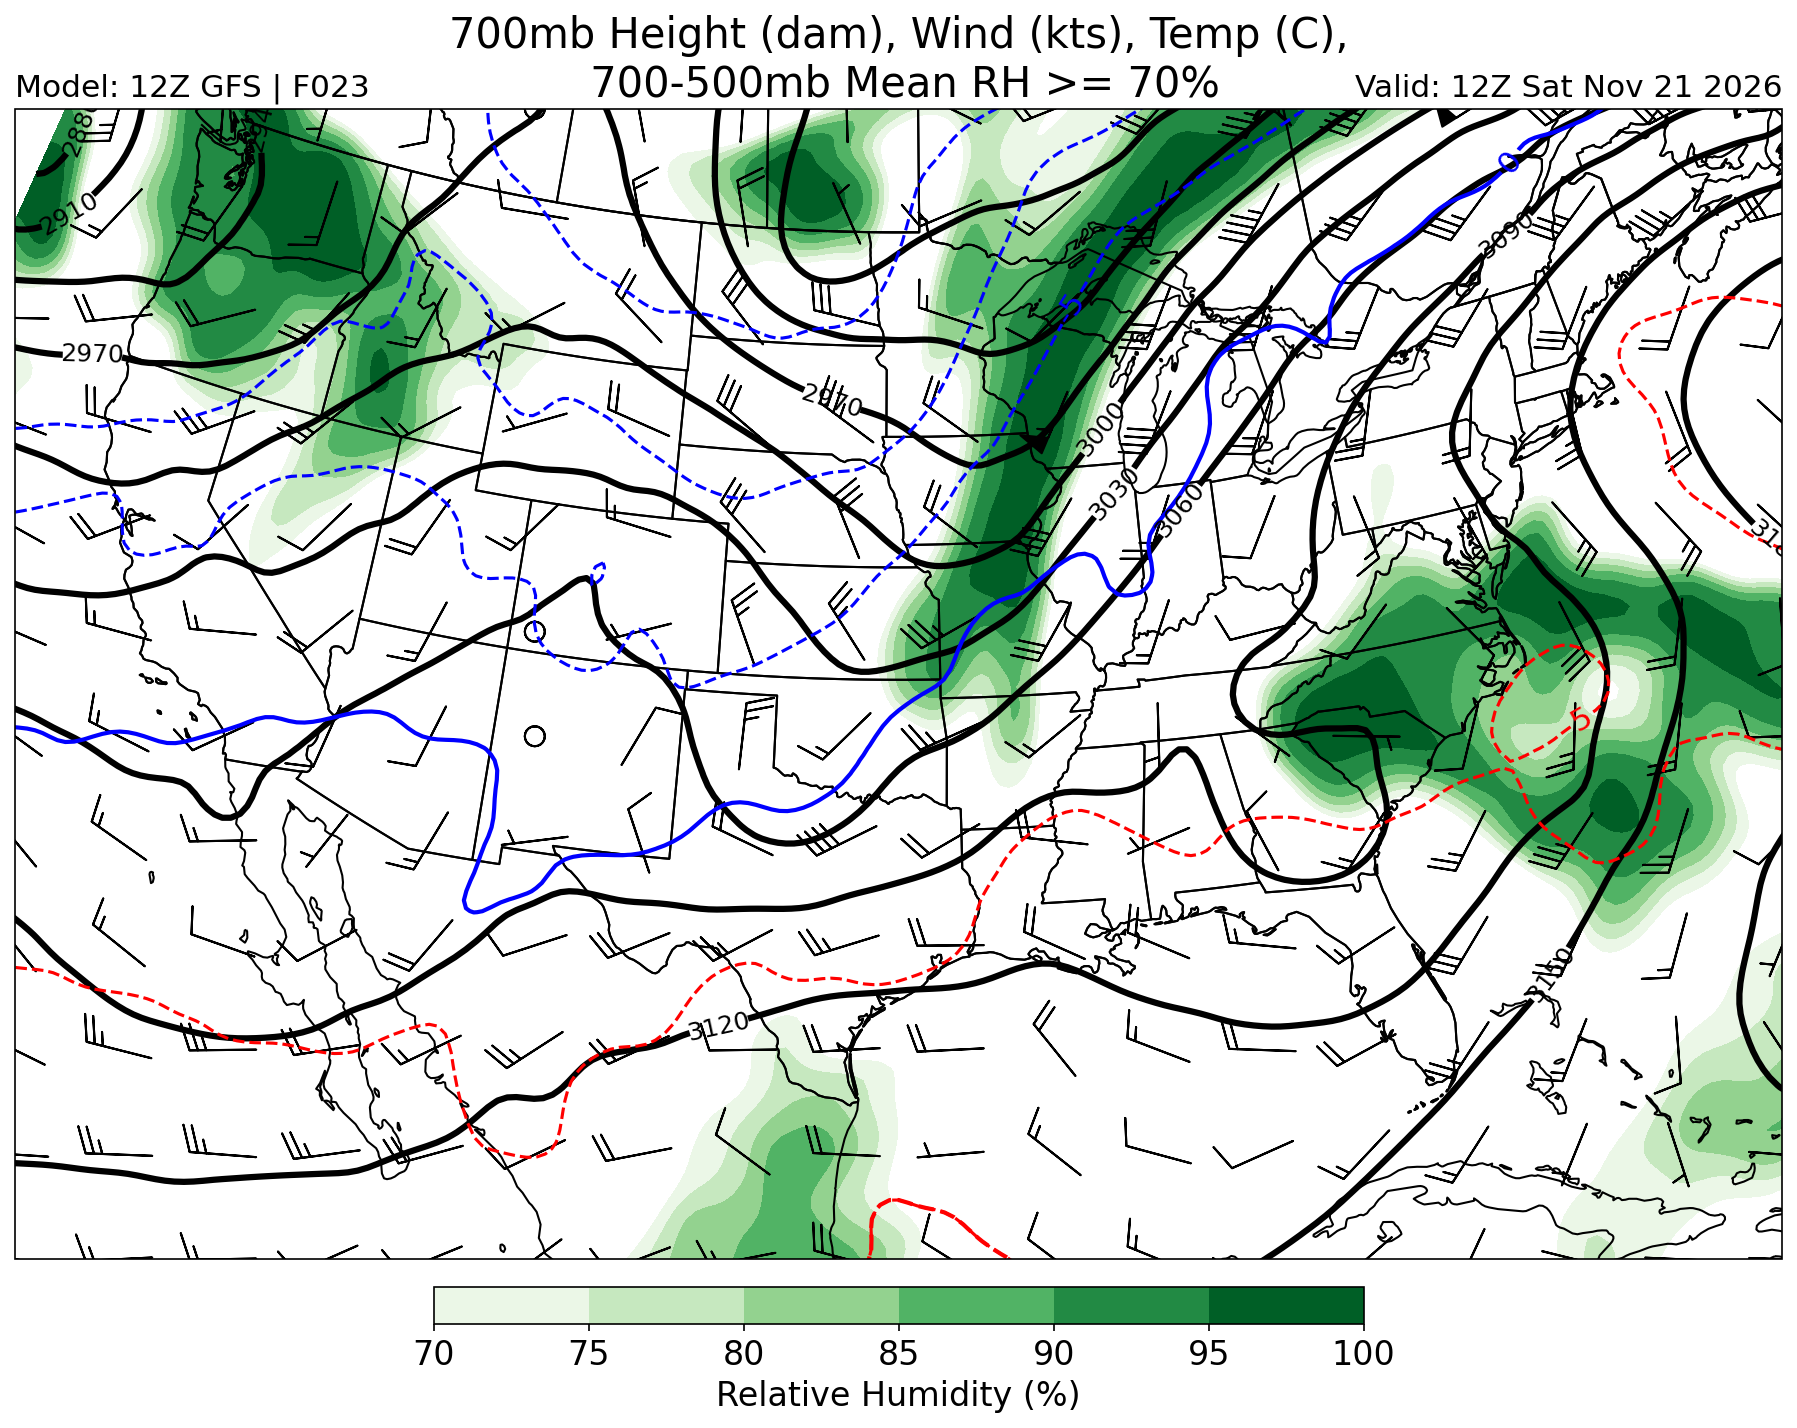 700mb Height (dam), Wind (kts), Temp (C),
700-500mb Mean RH >= 70%
Model: 12Z GFS | F023
Valid: 12Z Sat Nov 21 2026
2910
2970
2970
3000
3030
3060
3090
3120
3150
0
5
70 75 80 85 90 95 100
Relative Humidity (%)